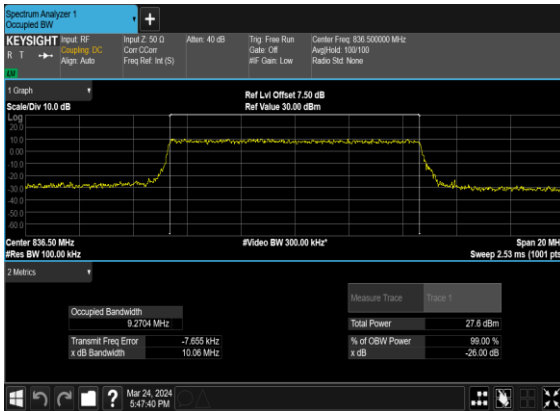 Spectrum Analyzer 1
Occupied BW
KEYSIGHT Input: RF Input Z: 50 Ω Atten: 40 dB Trig: Free Run Center Freq: 836.500000 MHz
R T Coupling: DC Corr CCorr Gate: Off Avg|Hold: 100/100
Align: Auto Freq Ref: Int (S) #IF Gain: Low Radio Std: None
1 Graph
Ref Lvl Offset 7.50 dB
Scale/Div 10.0 dB Ref Value 30.00 dBm
Log
20.0
10.0
0.00
-10.0
-20.0
-30.0
-40.0
-50.0
-60.0
Center 836.50 MHz #Video BW 300.00 kHz* Span 20 MH
#Res BW 100.00 kHz Sweep 2.53 ms (1001 pts
2 Metrics
Measure Trace Trace 1
Occupied Bandwidth
9.2704 MHz Total Power 27.6 dBm
Transmit Freq Error -7.655 kHz % of OBW Power 99.00 %
x dB Bandwidth 10.06 MHz x dB -26.00 dB
? Mar 24, 2024
5:47:40 PM